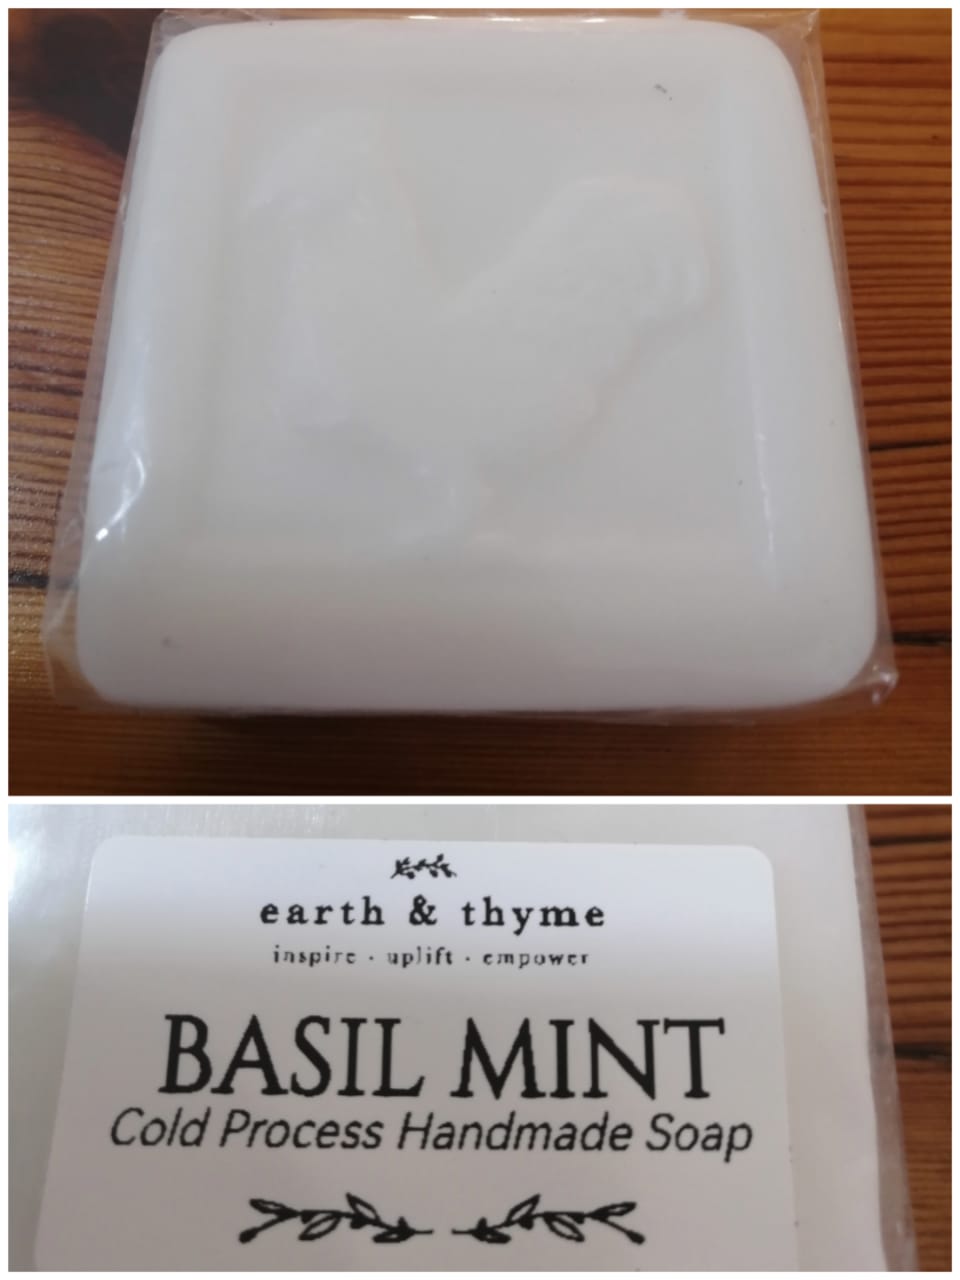 earth & thyme
inspire · uplift · empower
BASIL MINT
Cold Process Handmade Soap